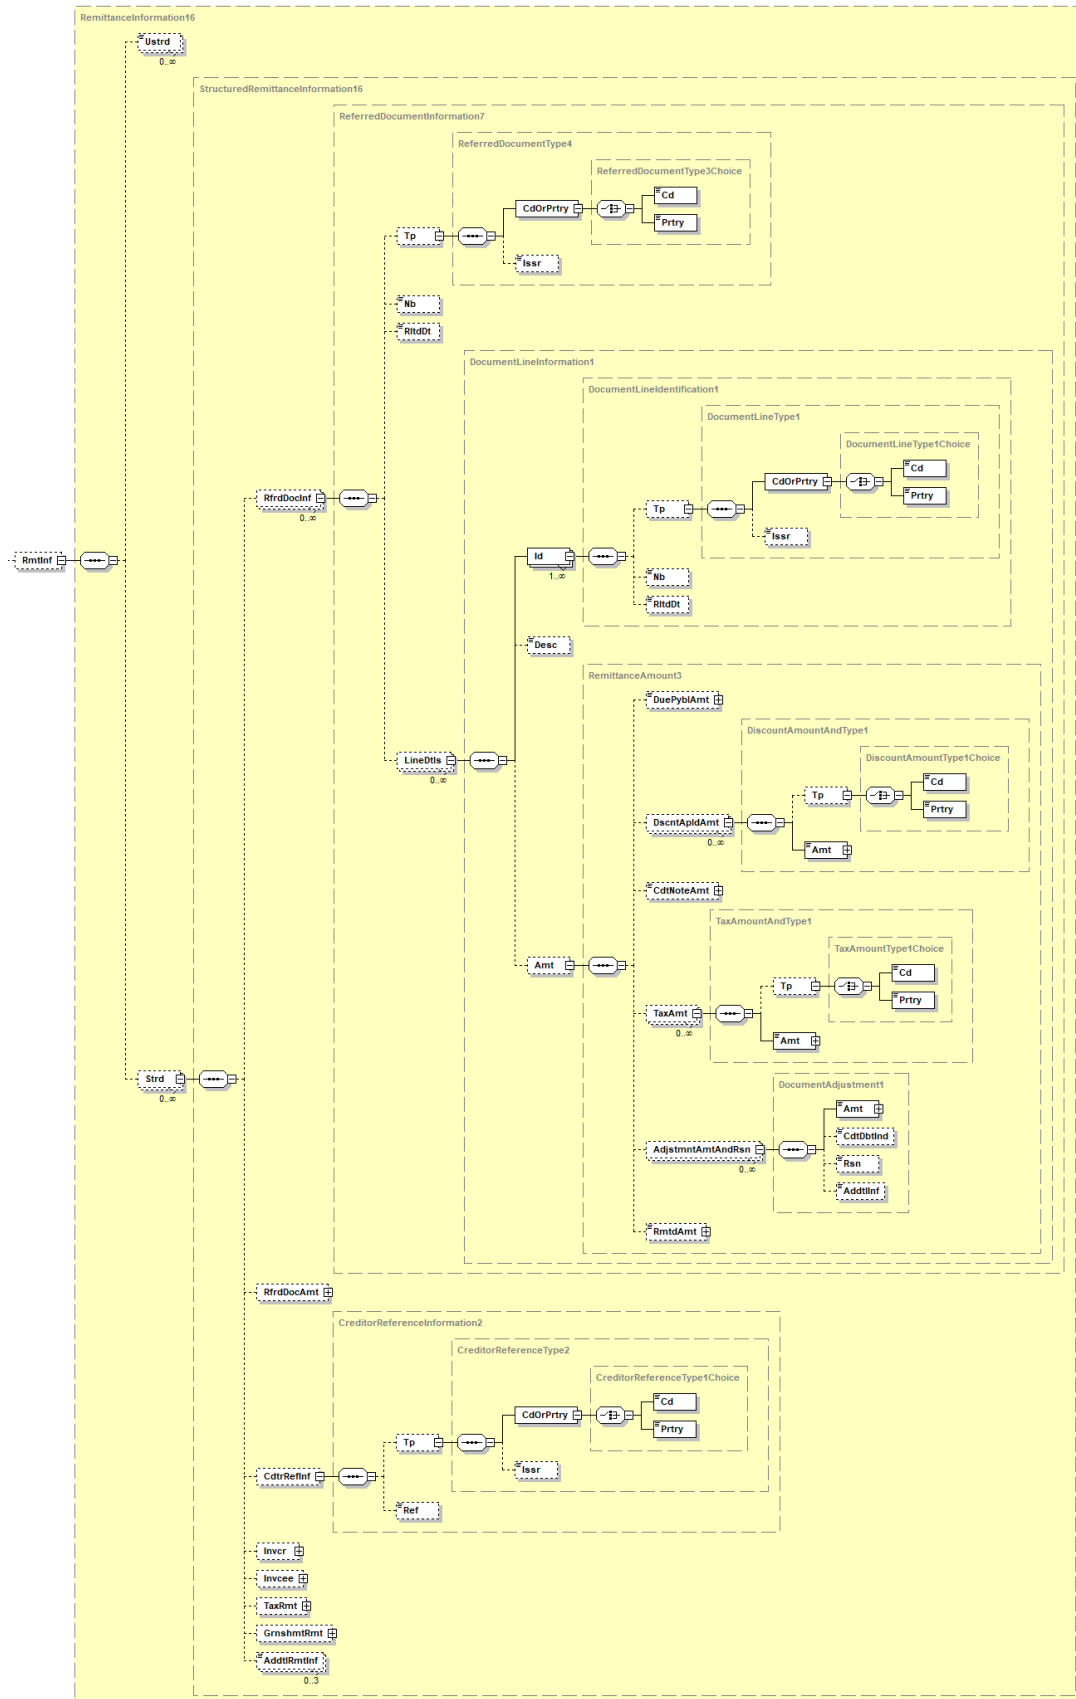 RemittanceInformation16
Ustrd
0..∞
StructuredRemittanceInformation16
ReferredDocumentInformation7
ReferredDocumentType4
ReferredDocumentType3Choice
Cd
CdOrPrtry
Prtry
Tp
Issr
Nb
RltdDt
DocumentLineInformation1
DocumentLineIdentification1
DocumentLineType1
DocumentLineType1Choice
Cd
CdOrPrtry
Prtry
RfrdDocInf
0..∞
Tp
Issr
RmtInf
Id
1..∞
Nb
RltdDt
Desc
RemittanceAmount3
DuePyblAmt
DiscountAmountAndType1
DiscountAmountType1Choice
LineDtls
0..∞
Cd
Tp
Prtry
DscntApldAmt
0..∞
Amt
CdtNoteAmt
TaxAmountAndType1
TaxAmountType1Choice
Amt
Cd
Tp
Prtry
TaxAmt
0..∞
Amt
Strd
0..∞
DocumentAdjustment1
Amt
CdtDbtInd
AdjstmntAmtAndRsn
0..∞
Rsn
AddtlInf
RmtdAmt
RfrdDocAmt
CreditorReferenceInformation2
CreditorReferenceType2
CreditorReferenceType1Choice
Cd
CdOrPrtry
Prtry
Tp
Issr
CdtrRefInf
Ref
Invcr
Invcee
TaxRmt
GrnshmtRmt
AddtlRmtInf
0..3